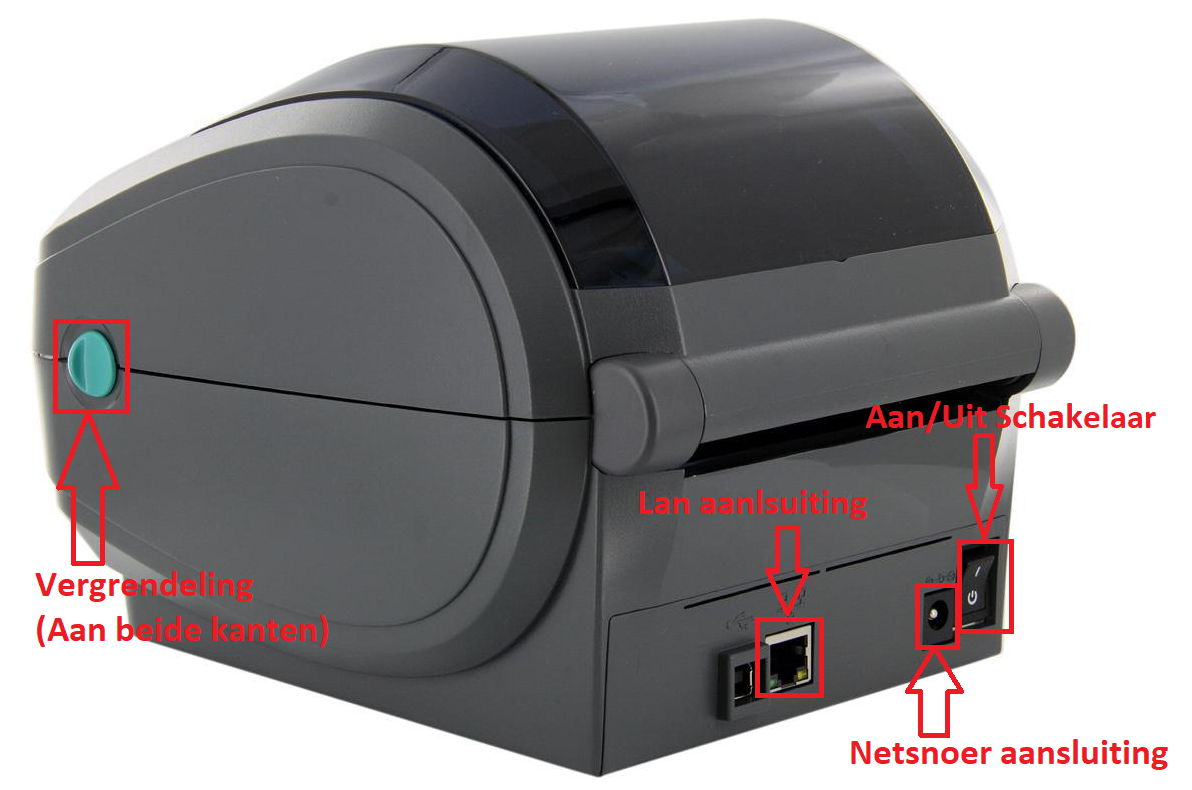 Aan/Uit Schakelaar
Lan aanlsuiting
Vergrendeling
(Aan beide kanten)
Netsnoer aansluiting